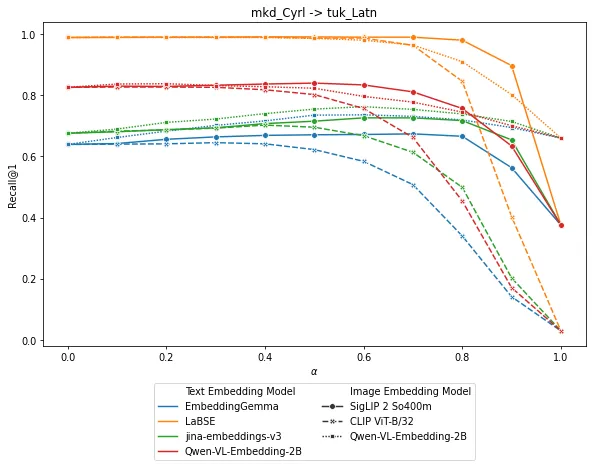 mkd_Cyrl -> tuk_Latn
Recall@1
1.0
0.8
0.6
0.4
0.2
0.0
0.0 0.2 0.4 0.6 0.8 1.0
α
Text Embedding Model Image Embedding Model
EmbeddingGemma SigLIP 2 So400m
LaBSE CLIP ViT-B/32
jina-embeddings-v3 Qwen-VL-Embedding-2B
Qwen-VL-Embedding-2B